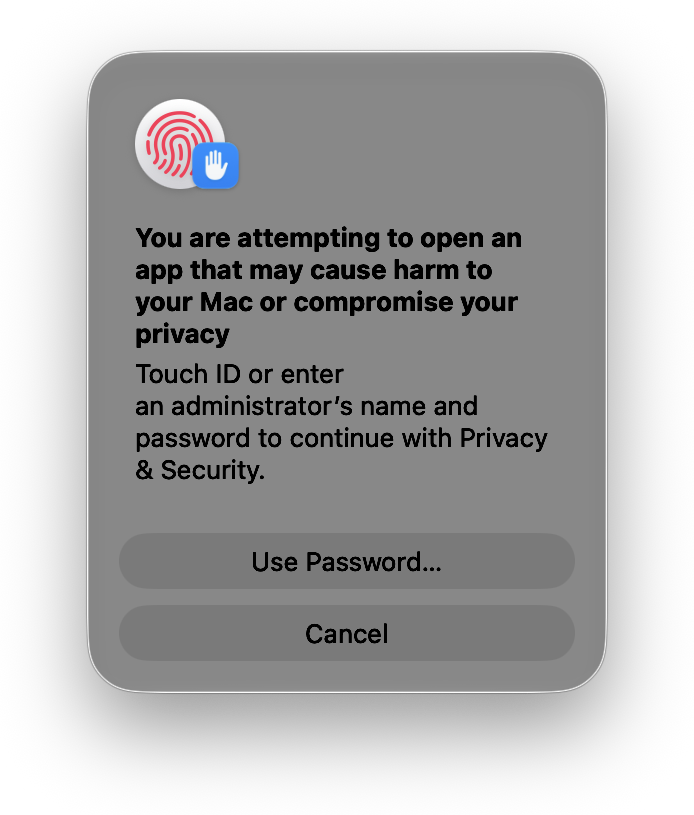 You are attempting to open an
app that may cause harm to
your Mac or compromise your
privacy
Touch ID or enter
an administrator’s name and
password to continue with Privacy
& Security.
Use Password...
Cancel